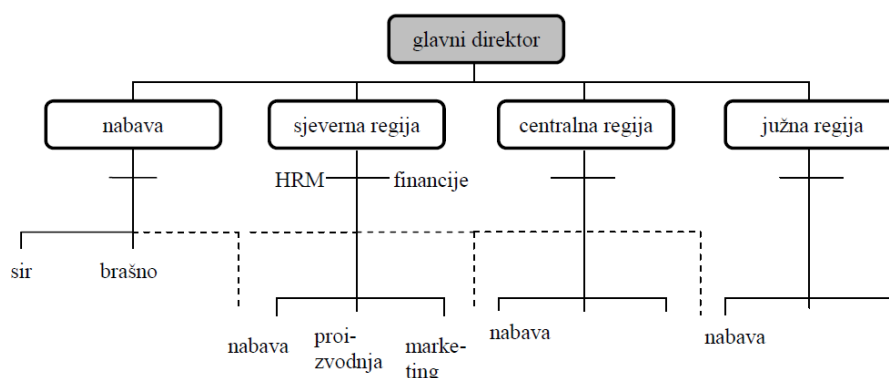 glavni direktor
nabava
sjeverna regija
centralna regija
južna regija
HRM
financije
sir
brašno
nabava
proi-
zvodnja
marke-
ting
nabava
nabava